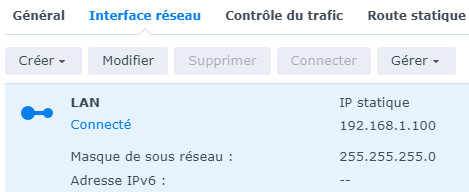 Général Interface réseau Contrôle du trafic Route statique
Créer Modifier Supprimer Connecter Gérer
LAN IP statique
Connecté 192.168.1.100
Masque de sous réseau : 255.255.255.0
Adresse IPv6 : --